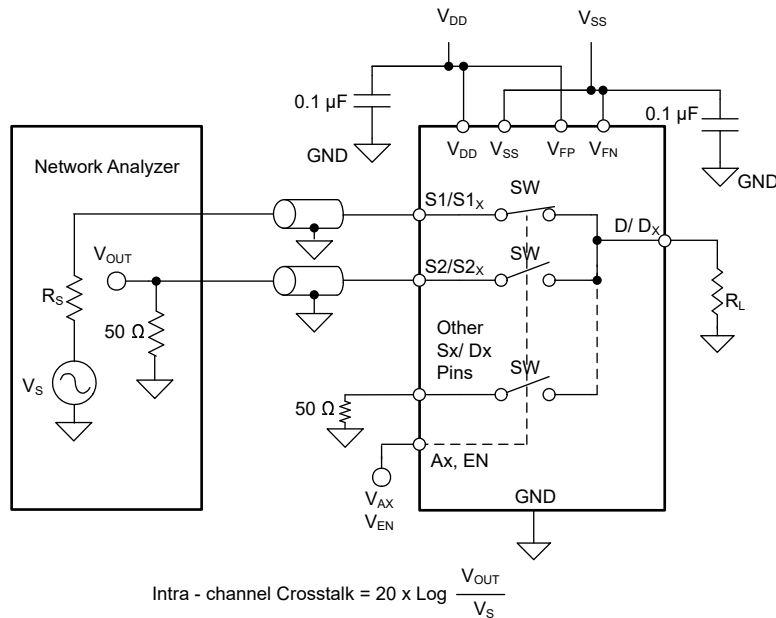 V_DD
V_SS
0.1 µF
0.1 µF
GND
GND
V_DD
V_SS
V_FP
V_FN
Network Analyzer
S1/S1_X
SW
D/ D_X
V_OUT
S2/S2_X
SW
R_S
R_L
50 Ω
Other
Sx/ Dx
Pins
SW
V_S
50 Ω
Ax, EN
V_AX
V_EN
GND
Intra - channel Crosstalk = 20 x Log V_OUT / V_S